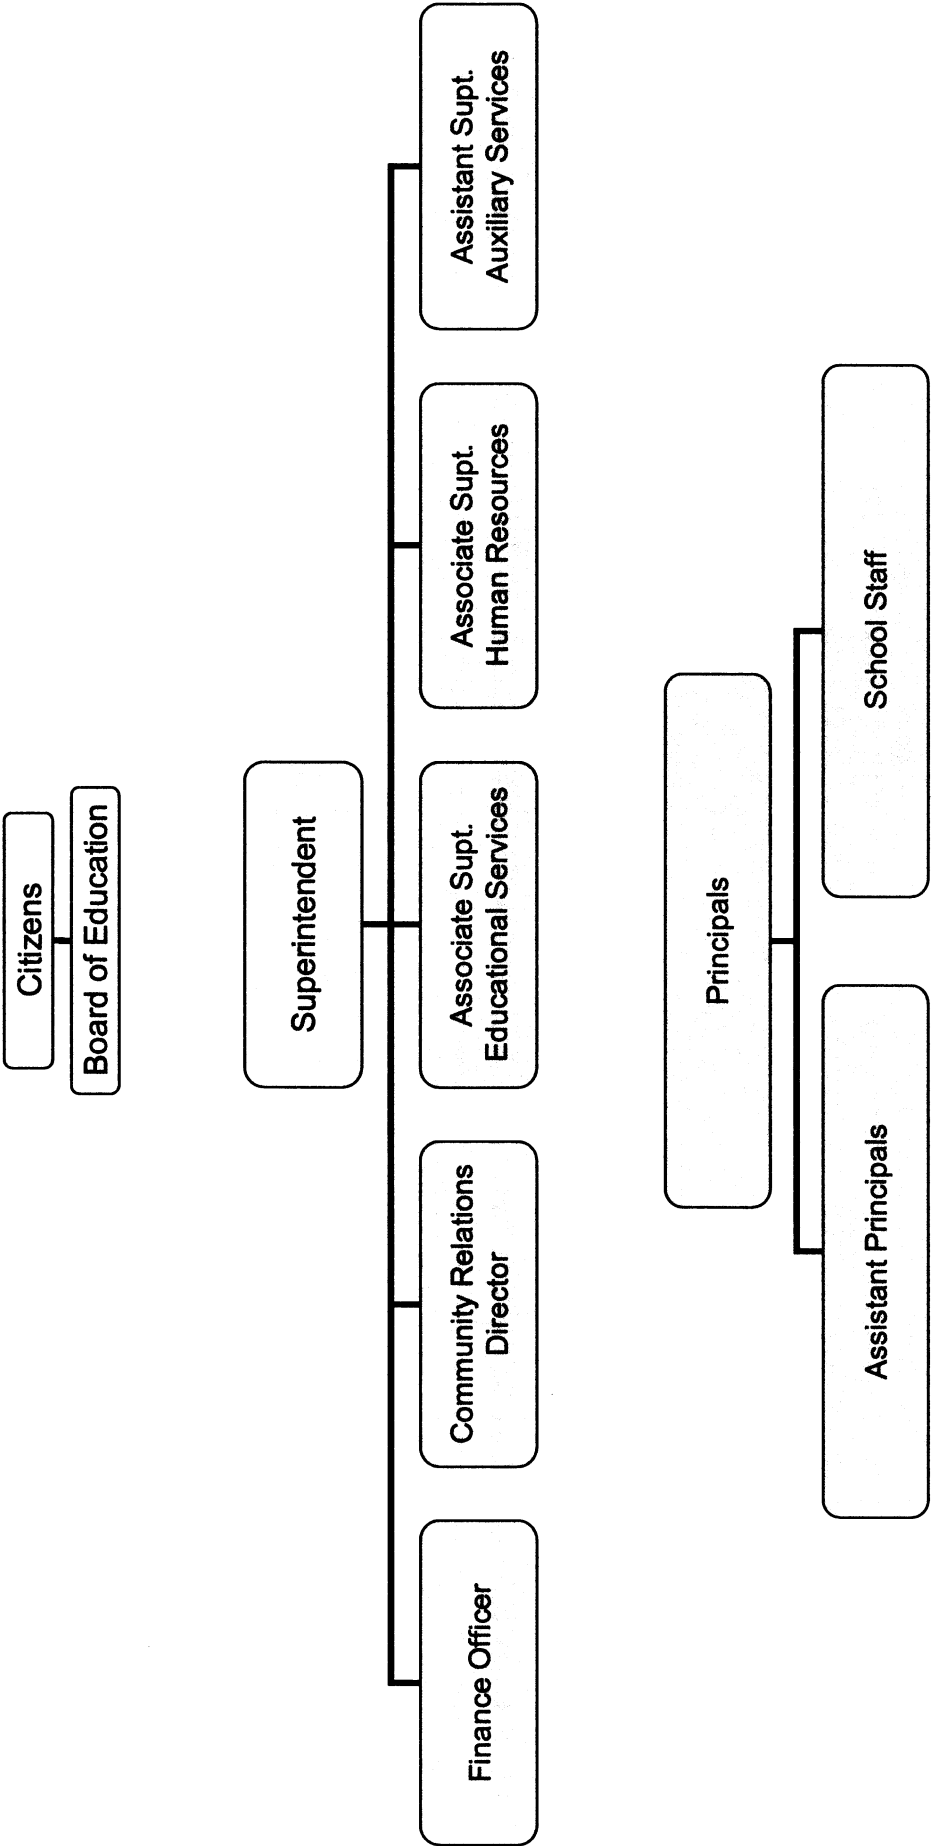 Citizens
Board of Education
Superintendent
Finance Officer
Community Relations
Director
Associate Supt.
Educational Services
Associate Supt.
Human Resources
Assistant Supt.
Auxiliary Services
Principals
Assistant Principals
School Staff